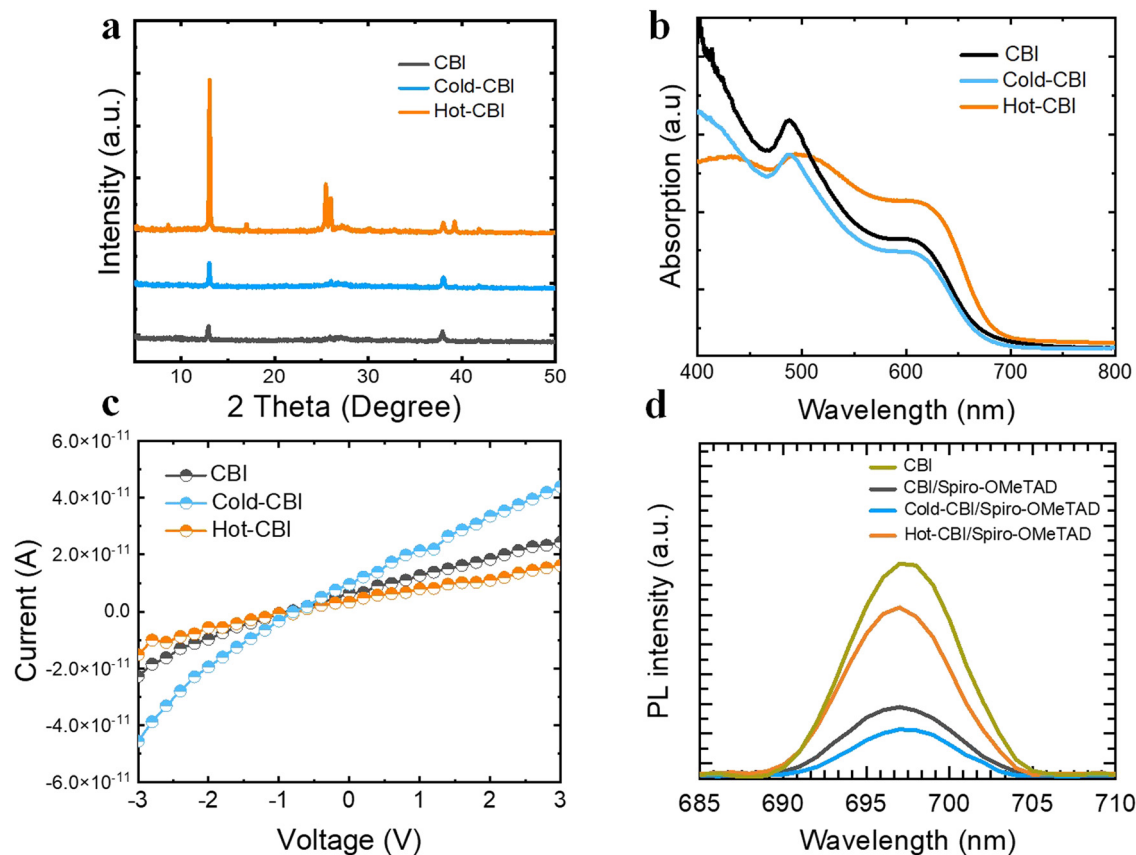 a
CBI
Cold-CBI
Hot-CBI
Intensity (a.u.)
10 20 30 40 50
2 Theta (Degree)
b
CBI
Cold-CBI
Hot-CBI
Absorption (a.u)
400 500 600 700 800
Wavelength (nm)
c
6.0×10⁻¹¹
4.0×10⁻¹¹
2.0×10⁻¹¹
0.0
-2.0×10⁻¹¹
-4.0×10⁻¹¹
-6.0×10⁻¹¹
CBI
Cold-CBI
Hot-CBI
Current (A)
-3 -2 -1 0 1 2 3
Voltage (V)
d
CBI
CBI/Spiro-OMeTAD
Cold-CBI/Spiro-OMeTAD
Hot-CBI/Spiro-OMeTAD
PL intensity (a.u.)
685 690 695 700 705 710
Wavelength (nm)